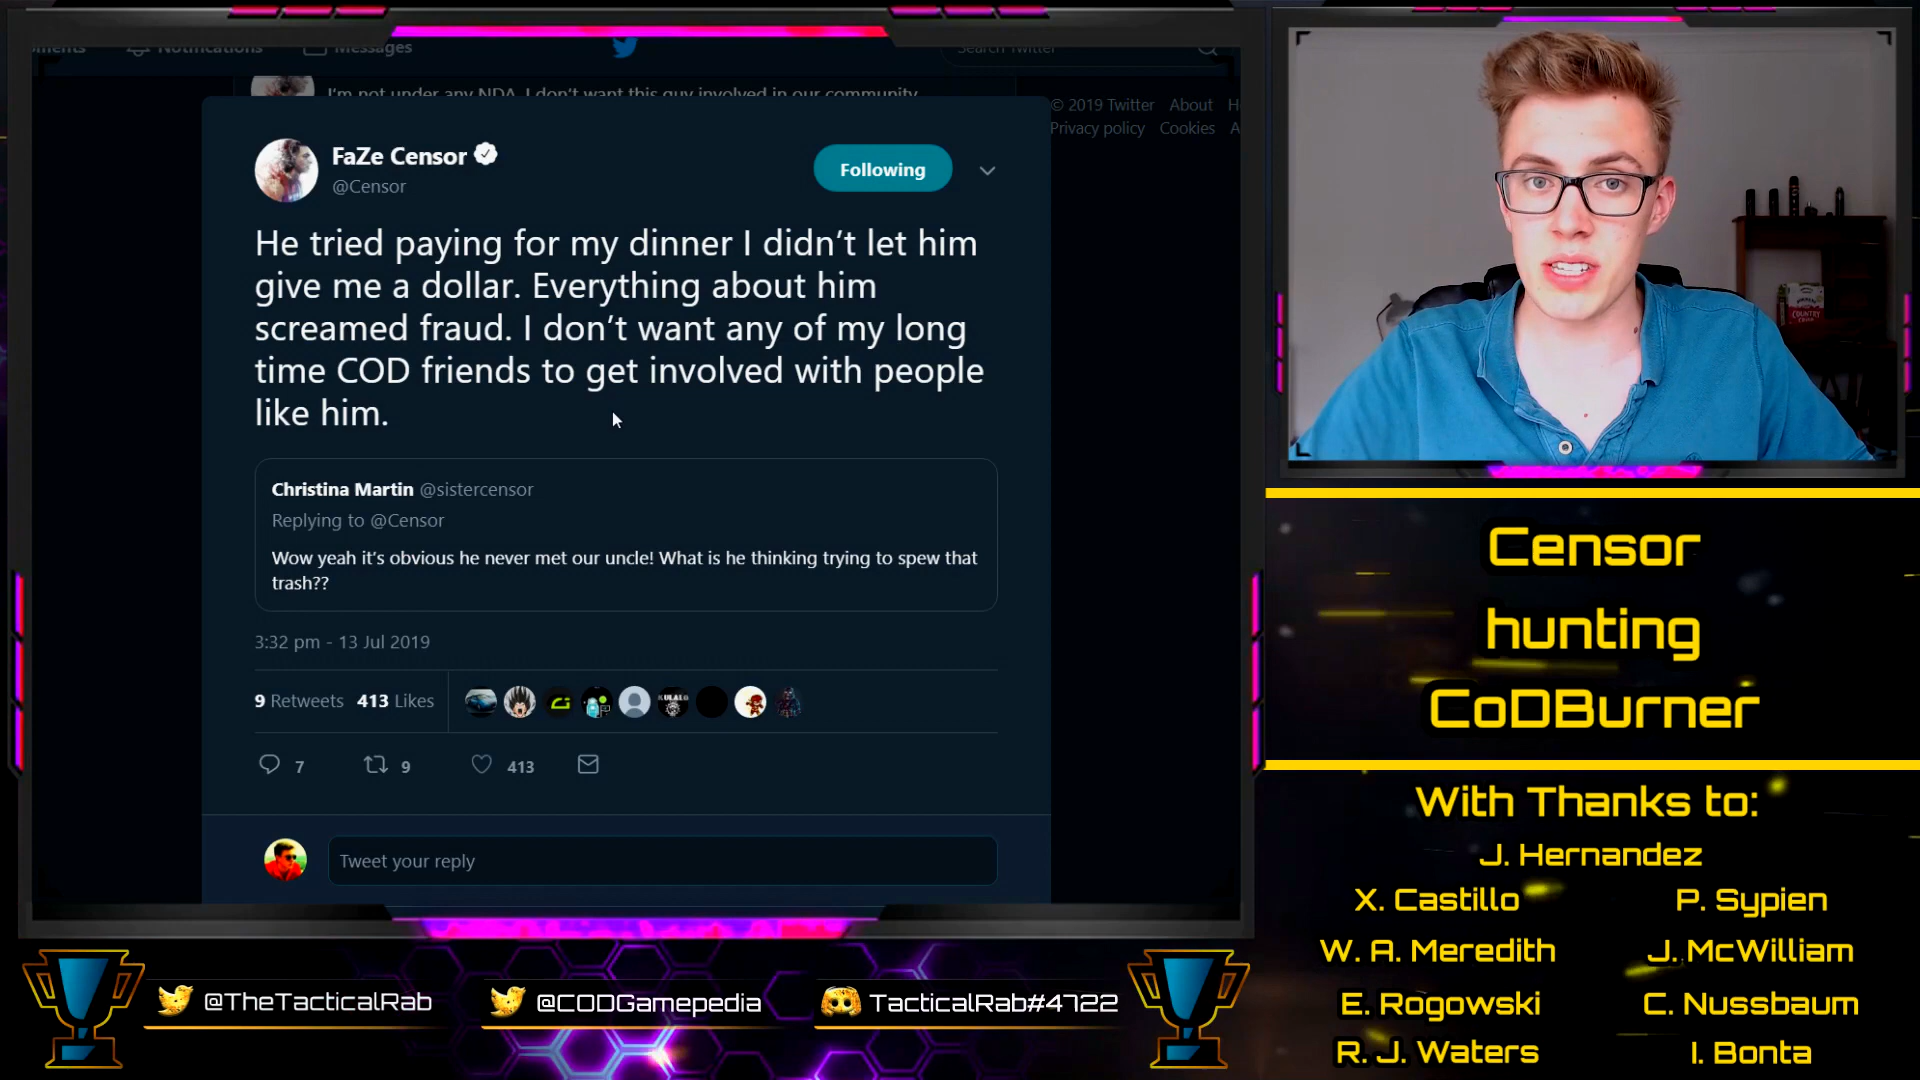 Notifications
Messages
Search Twitter
I'm not under any NDA. I don't want this guy involved in our community
© 2019 Twitter About
Privacy policy Cookies
FaZe Censor
@Censor
Following
He tried paying for my dinner I didn't let him
give me a dollar. Everything about him
screamed fraud. I don't want any of my long
time COD friends to get involved with people
like him.
Christina Martin @sistercensor
Replying to @Censor
Wow yeah it's obvious he never met our uncle! What is he thinking trying to spew that
trash??
3:32 pm - 13 Jul 2019
9 Retweets 413 Likes
7 9 413
Tweet your reply
COUNTRY
Censor
hunting
CoDBurner
With Thanks to:
J. Hernandez
X. Castillo P. Sypien
W. A. Meredith J. McWilliam
E. Rogowski C. Nussbaum
R. J. Waters I. Bonta
@TheTacticalRab @CODGamepedia TacticalRab#4722